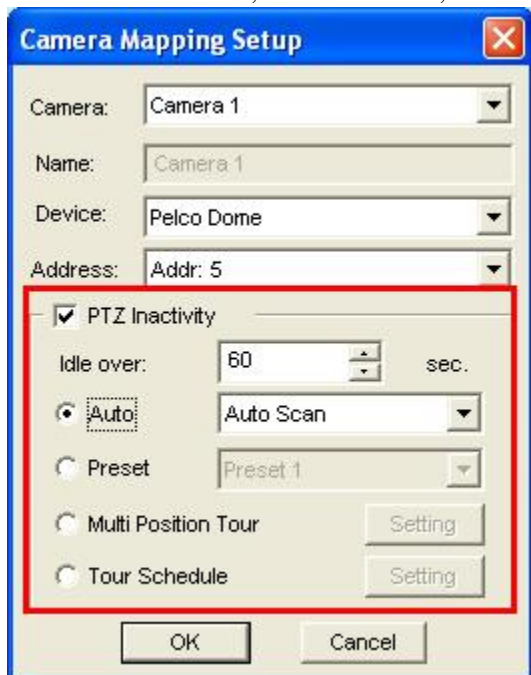 Camera Mapping Setup
Camera: Camera 1
Name: Camera 1
Device: Pelco Dome
Address: Addr: 5
PTZ Inactivity
Idle over: 60 sec.
Auto Auto Scan
Preset Preset 1
Multi Position Tour Setting
Tour Schedule Setting
OK Cancel